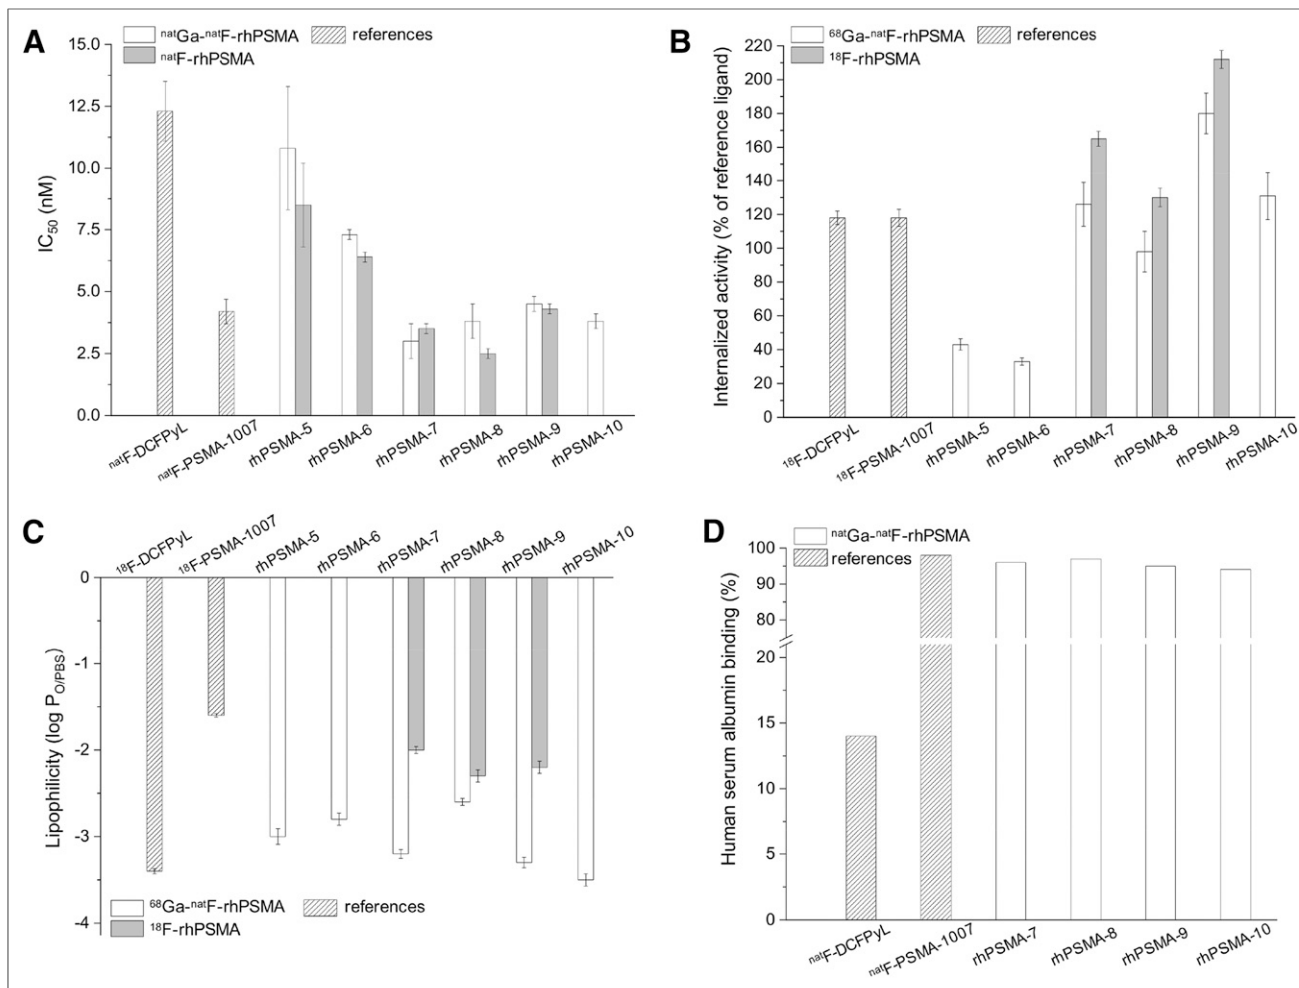 A
ⁿᵃᵗGa-ⁿᵃᵗF-rhPSMA
references
ⁿᵃᵗF-rhPSMA
15.0
12.5
10.0
7.5
5.0
2.5
0.0
IC₅₀ (nM)
ⁿᵃᵗF-DCFPyL
ⁿᵃᵗF-PSMA-1007
rhPSMA-5
rhPSMA-6
rhPSMA-7
rhPSMA-8
rhPSMA-9
rhPSMA-10
B
⁶⁸Ga-ⁿᵃᵗF-rhPSMA
references
¹⁸F-rhPSMA
220
200
180
160
140
120
100
80
60
40
20
0
Internalized activity (% of reference ligand)
¹⁸F-DCFPyL
¹⁸F-PSMA-1007
rhPSMA-5
rhPSMA-6
rhPSMA-7
rhPSMA-8
rhPSMA-9
rhPSMA-10
C
¹⁸F-DCFPyL
¹⁸F-PSMA-1007
rhPSMA-5
rhPSMA-6
rhPSMA-7
rhPSMA-8
rhPSMA-9
rhPSMA-10
0
-1
-2
-3
-4
Lipophilicity (log P_O/PBS)
⁶⁸Ga-ⁿᵃᵗF-rhPSMA
references
¹⁸F-rhPSMA
D
ⁿᵃᵗGa-ⁿᵃᵗF-rhPSMA
references
100
95
90
85
80
20
15
10
5
0
Human serum albumin binding (%)
ⁿᵃᵗF-DCFPyL
ⁿᵃᵗF-PSMA-1007
rhPSMA-7
rhPSMA-8
rhPSMA-9
rhPSMA-10